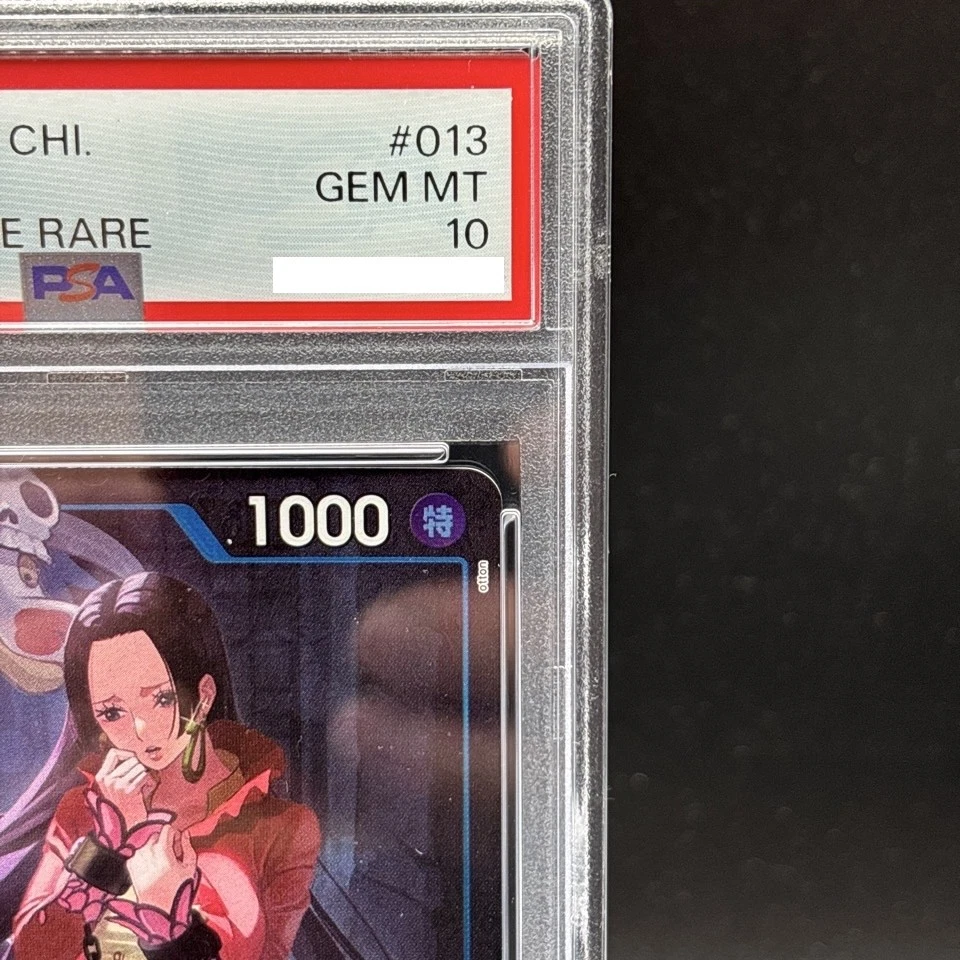 CHI.
#013
GEM MT
E RARE
10
PSA
1000
特
otton